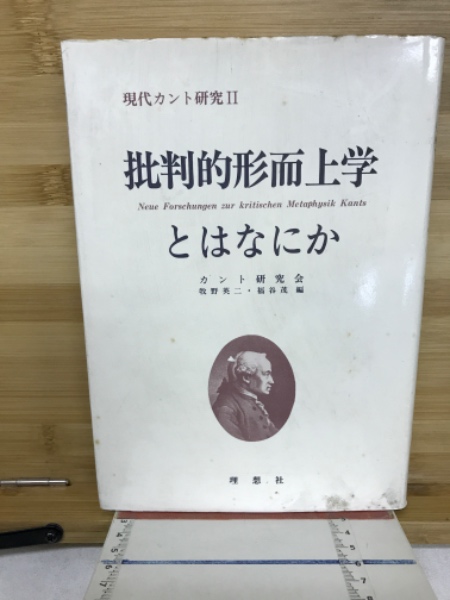 現代カント研究II
批判的形而上学
Neue Forschungen zur kritischen Metaphysik Kants
とはなにか
カント研究会
牧野英二・福谷茂 編
理想社